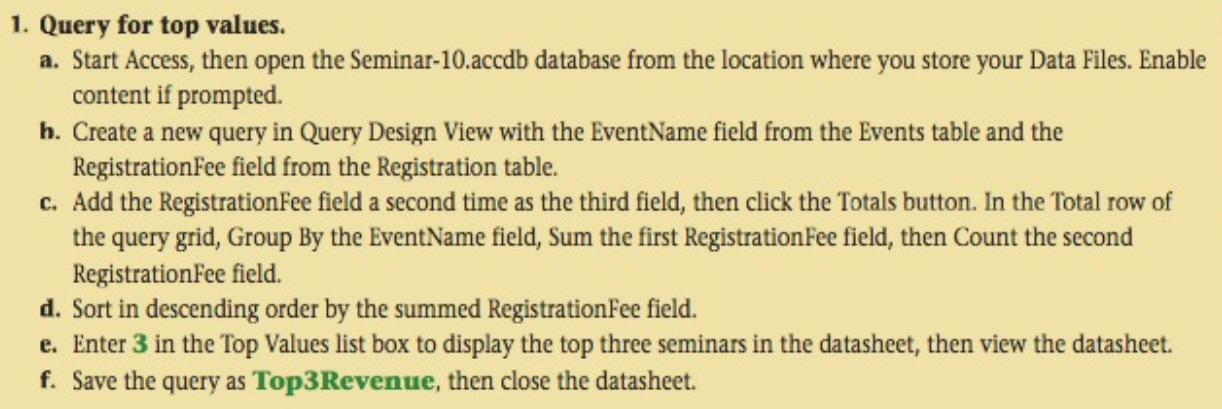 1. Query for top values.
a. Start Access, then open the Seminar-10.accdb database from the location where you store your Data Files. Enable
content if prompted.
b. Create a new query in Query Design View with the EventName field from the Events table and the
RegistrationFee field from the Registration table.
c. Add the RegistrationFee field a second time as the third field, then click the Totals button. In the Total row of
the query grid, Group By the EventName field, Sum the first RegistrationFee field, then Count the second
RegistrationFee field.
d. Sort in descending order by the summed RegistrationFee field.
e. Enter 3 in the Top Values list box to display the top three seminars in the datasheet, then view the datasheet.
f. Save the query as Top3Revenue, then close the datasheet.